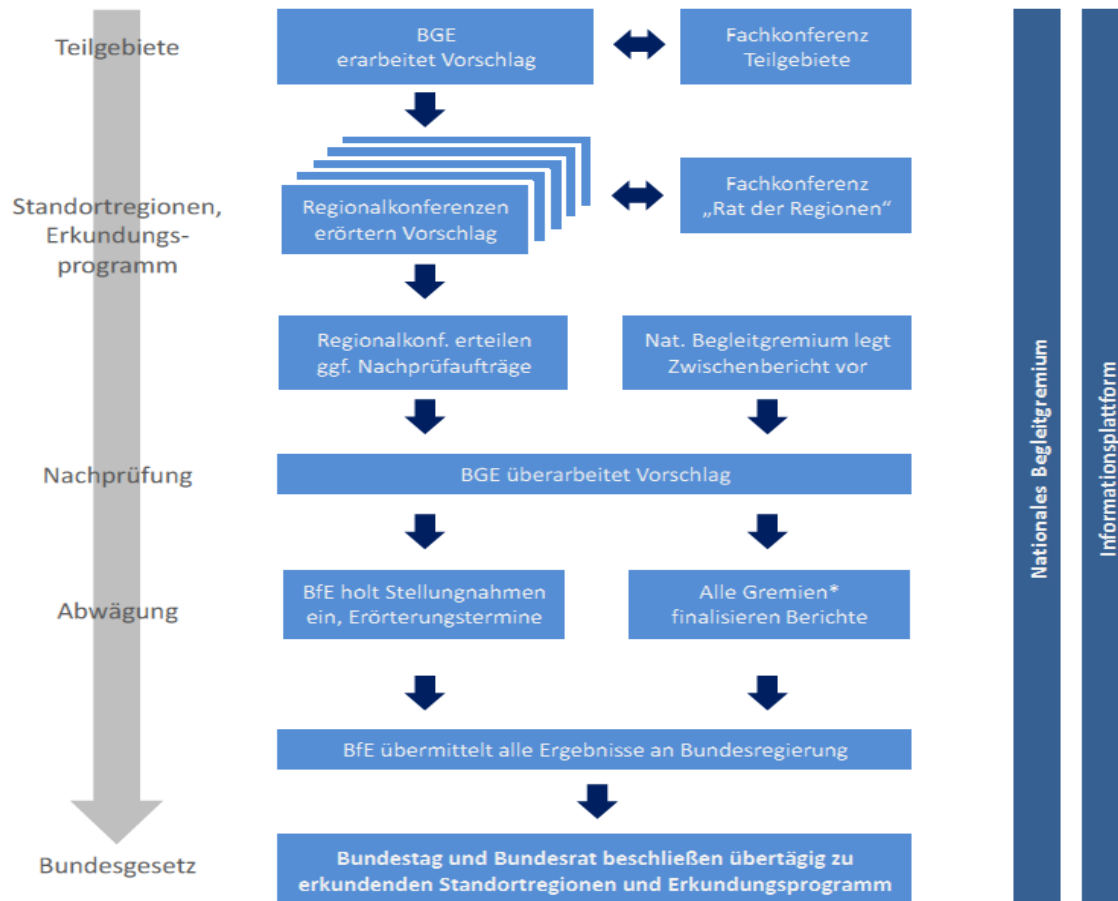 Teilgebiete
BGE
erarbeitet Vorschlag
Fachkonferenz
Teilgebiete
Standortregionen,
Erkundungs-
programm
Regionalkonferenzen
erörtern Vorschlag
Fachkonferenz
„Rat der Regionen“
Regionalkonf. erteilen
ggf. Nachprüfaufträge
Nat. Begleitgremium legt
Zwischenbericht vor
Nachprüfung
BGE überarbeitet Vorschlag
Abwägung
BfE holt Stellungnahmen
ein, Erörterungstermine
Alle Gremien*
finalisieren Berichte
BfE übermittelt alle Ergebnisse an Bundesregierung
Bundesgesetz
Bundestag und Bundesrat beschließen übertägig zu
erkundenden Standortregionen und Erkundungsprogramm
Nationales Begleitgremium
Informationsplattform